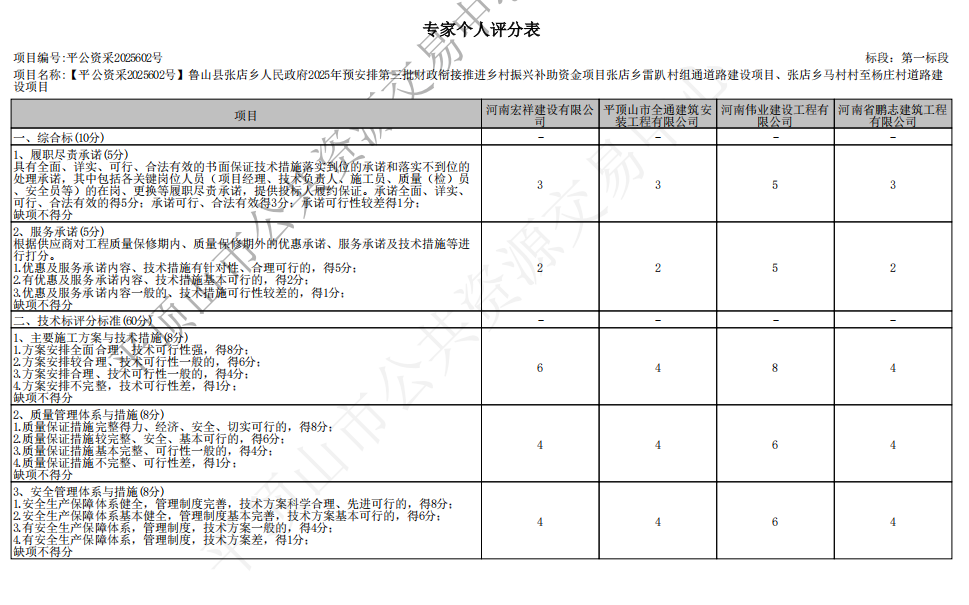 专家个人评分表
项目编号:平公资采2025602号
标段: 第一标段
项目名称:【平公资采2025602号】鲁山县张店乡人民政府2025年预安排第三批财政衔接推进乡村振兴补助资金项目张店乡雷趴村组通道路建设项目、张店乡马村村至杨庄村道路建
设项目
项目
河南宏祥建设有限公
司
平顶山市全通建筑安
装工程有限公司
河南伟业建设工程有
限公司
河南省鹏志建筑工程
有限公司
一、综合标(10分)
-
-
-
-
1、履职尽责承诺(5分)
具有全面、详实、可行、合法有效的书面保证技术措施落实到位的承诺和落实不到位的
处理承诺，其中包括各关键岗位人员（项目经理、技术负责人、施工员、质量（检）员
、安全员等）的在岗、更换等履职尽责承诺，提供投标人履约保证。承诺全面、详实、
可行、合法有效的得5分；承诺可行、合法有效得3分；承诺可行性较差得1分；
缺项不得分
3
3
5
3
2、服务承诺(5分)
根据供应商对工程质量保修期内、质量保修期外的优惠承诺、服务承诺及技术措施等进
行打分。
1.优惠及服务承诺内容、技术措施有针对性、合理可行的，得5分；
2.有优惠及服务承诺内容、技术措施基本可行的，得2分；
3.优惠及服务承诺内容一般的、技术措施可行性较差的，得1分；
缺项不得分
2
2
5
2
二、技术标评分标准(60分)
-
-
-
-
1、主要施工方案与技术措施(8分)
1.方案安排全面合理、技术可行性强，得8分；
2.方案安排较合理、技术可行性一般的，得6分；
3.方案安排合理、技术可行性一般的，得4分；
4.方案安排不完整，技术可行性差，得1分；
缺项不得分
6
4
8
4
2、质量管理体系与措施(8分)
1.质量保证措施完整得力、经济、安全、切实可行的，得8分；
2.质量保证措施较完整、安全、基本可行的，得6分；
3.质量保证措施基本完整、可行性一般的，得4分；
4.质量保证措施不完整、可行性差，得1分；
缺项不得分
4
4
6
4
3、安全管理体系与措施(8分)
1.安全生产保障体系健全，管理制度完善，技术方案科学合理、先进可行的，得8分；
2.安全生产保障体系基本健全，管理制度基本完善，技术方案基本可行的，得6分；
3.有安全生产保障体系，管理制度，技术方案一般的，得4分；
4.有安全生产保障体系，管理制度，技术方案差，得1分；
缺项不得分
4
4
6
4
平顶山市公共资源交易中心
平顶山市公共资源交易中心